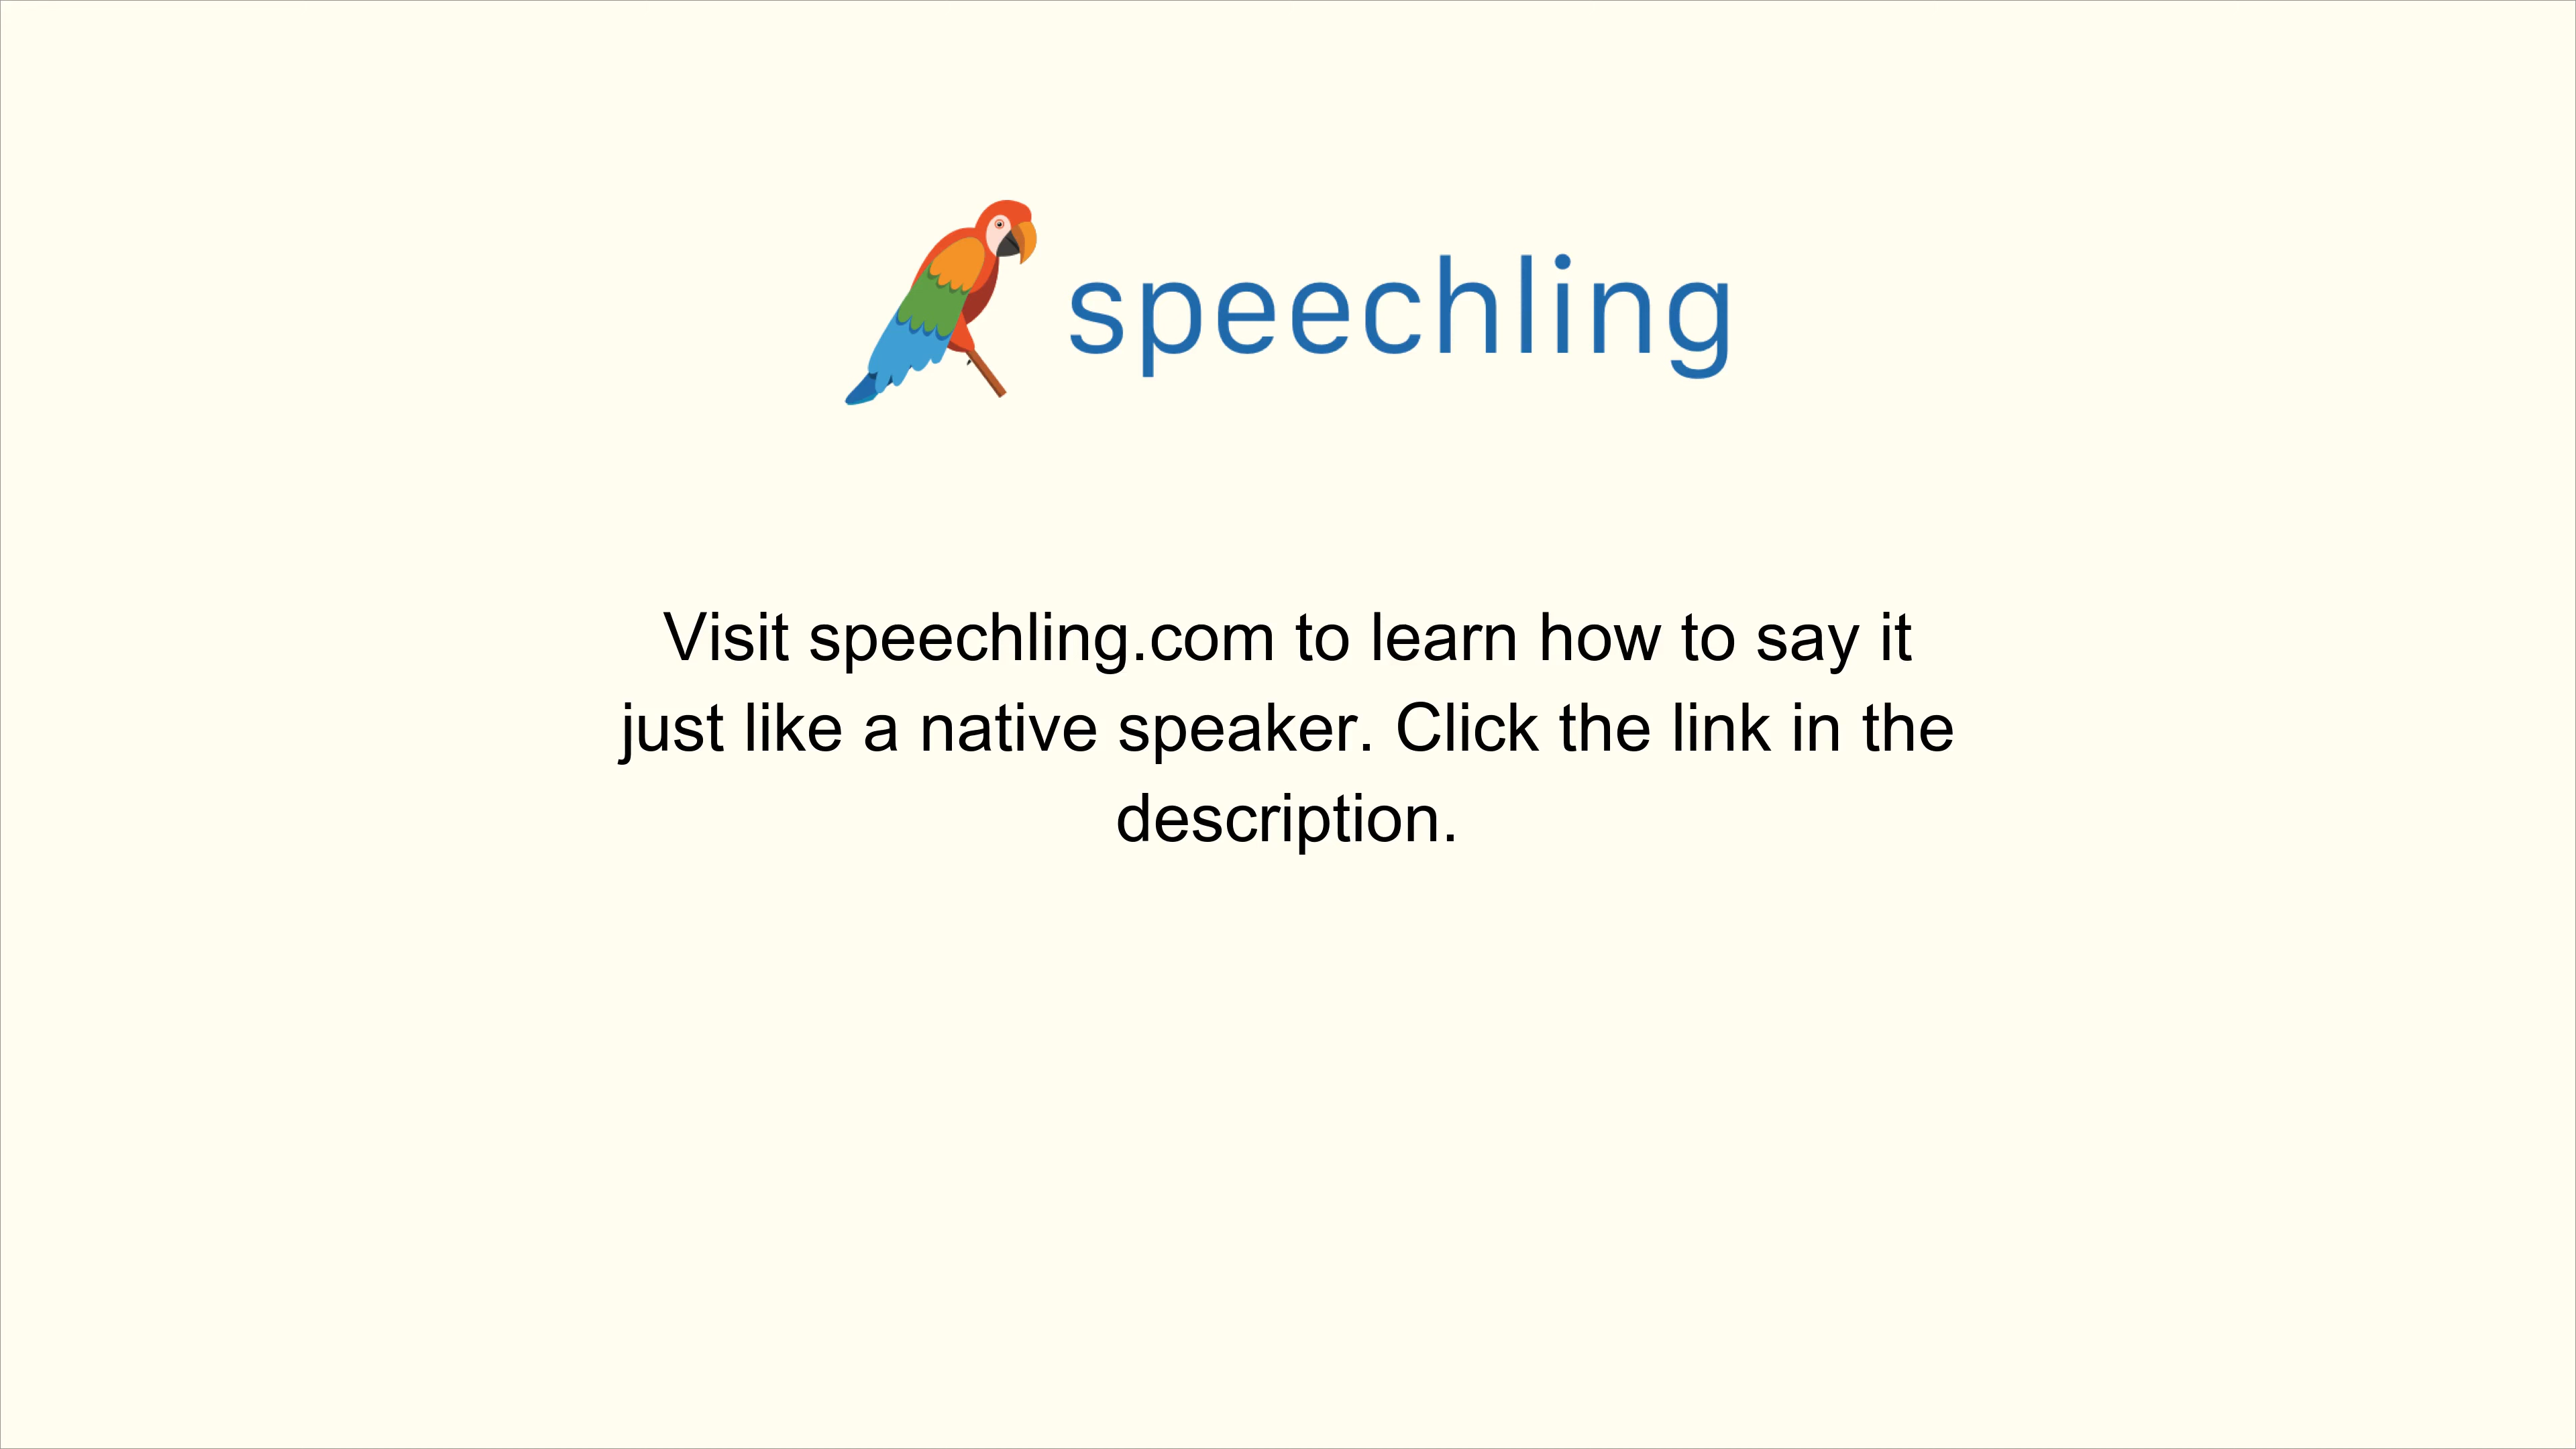 speechling
Visit speechling.com to learn how to say it
just like a native speaker. Click the link in the
description.